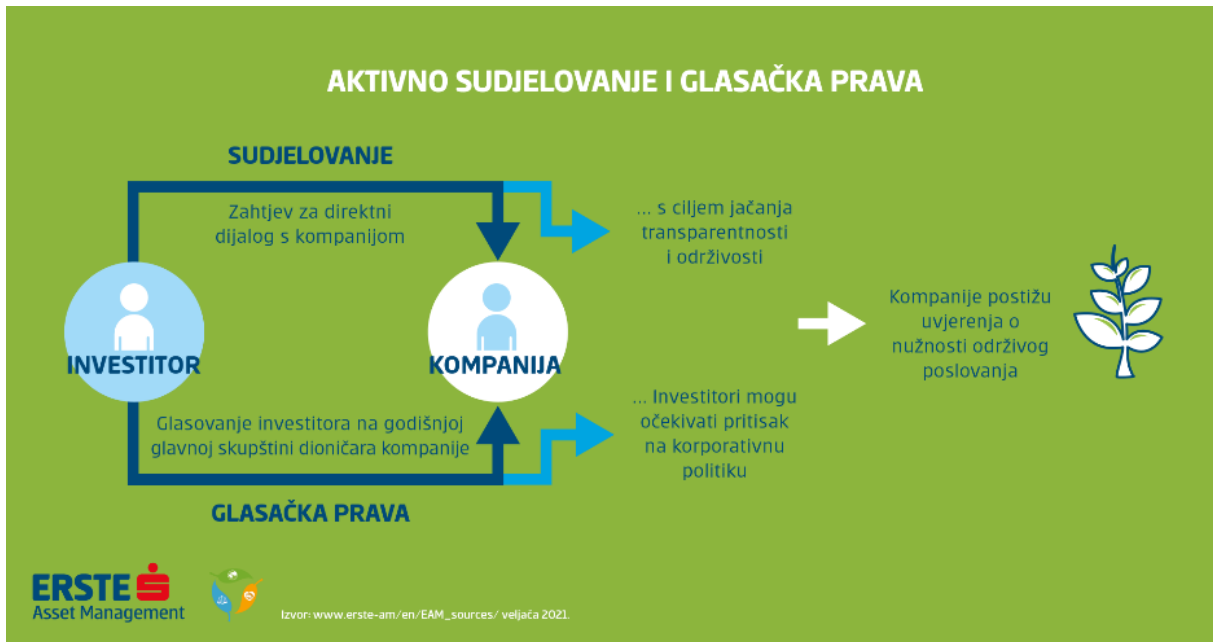 AKTIVNO SUDJELOVANJE I GLASAČKA PRAVA
SUDJELOVANJE
Zahtjev za direktni
dijalog s kompanijom
... s ciljem jačanja
transparentnosti
i održivosti
INVESTITOR
KOMPANIJA
Kompanije postižu
uvjerenja o
nužnosti održivog
poslovanja
Glasovanje investitora na godišnjoj
glavnoj skupštini dioničara kompanije
... Investitori mogu
očekivati pritisak
na korporativnu
politiku
GLASAČKA PRAVA
ERSTE
Asset Management
Izvor: www.erste-am/en/EAM_sources/ veljača 2021.